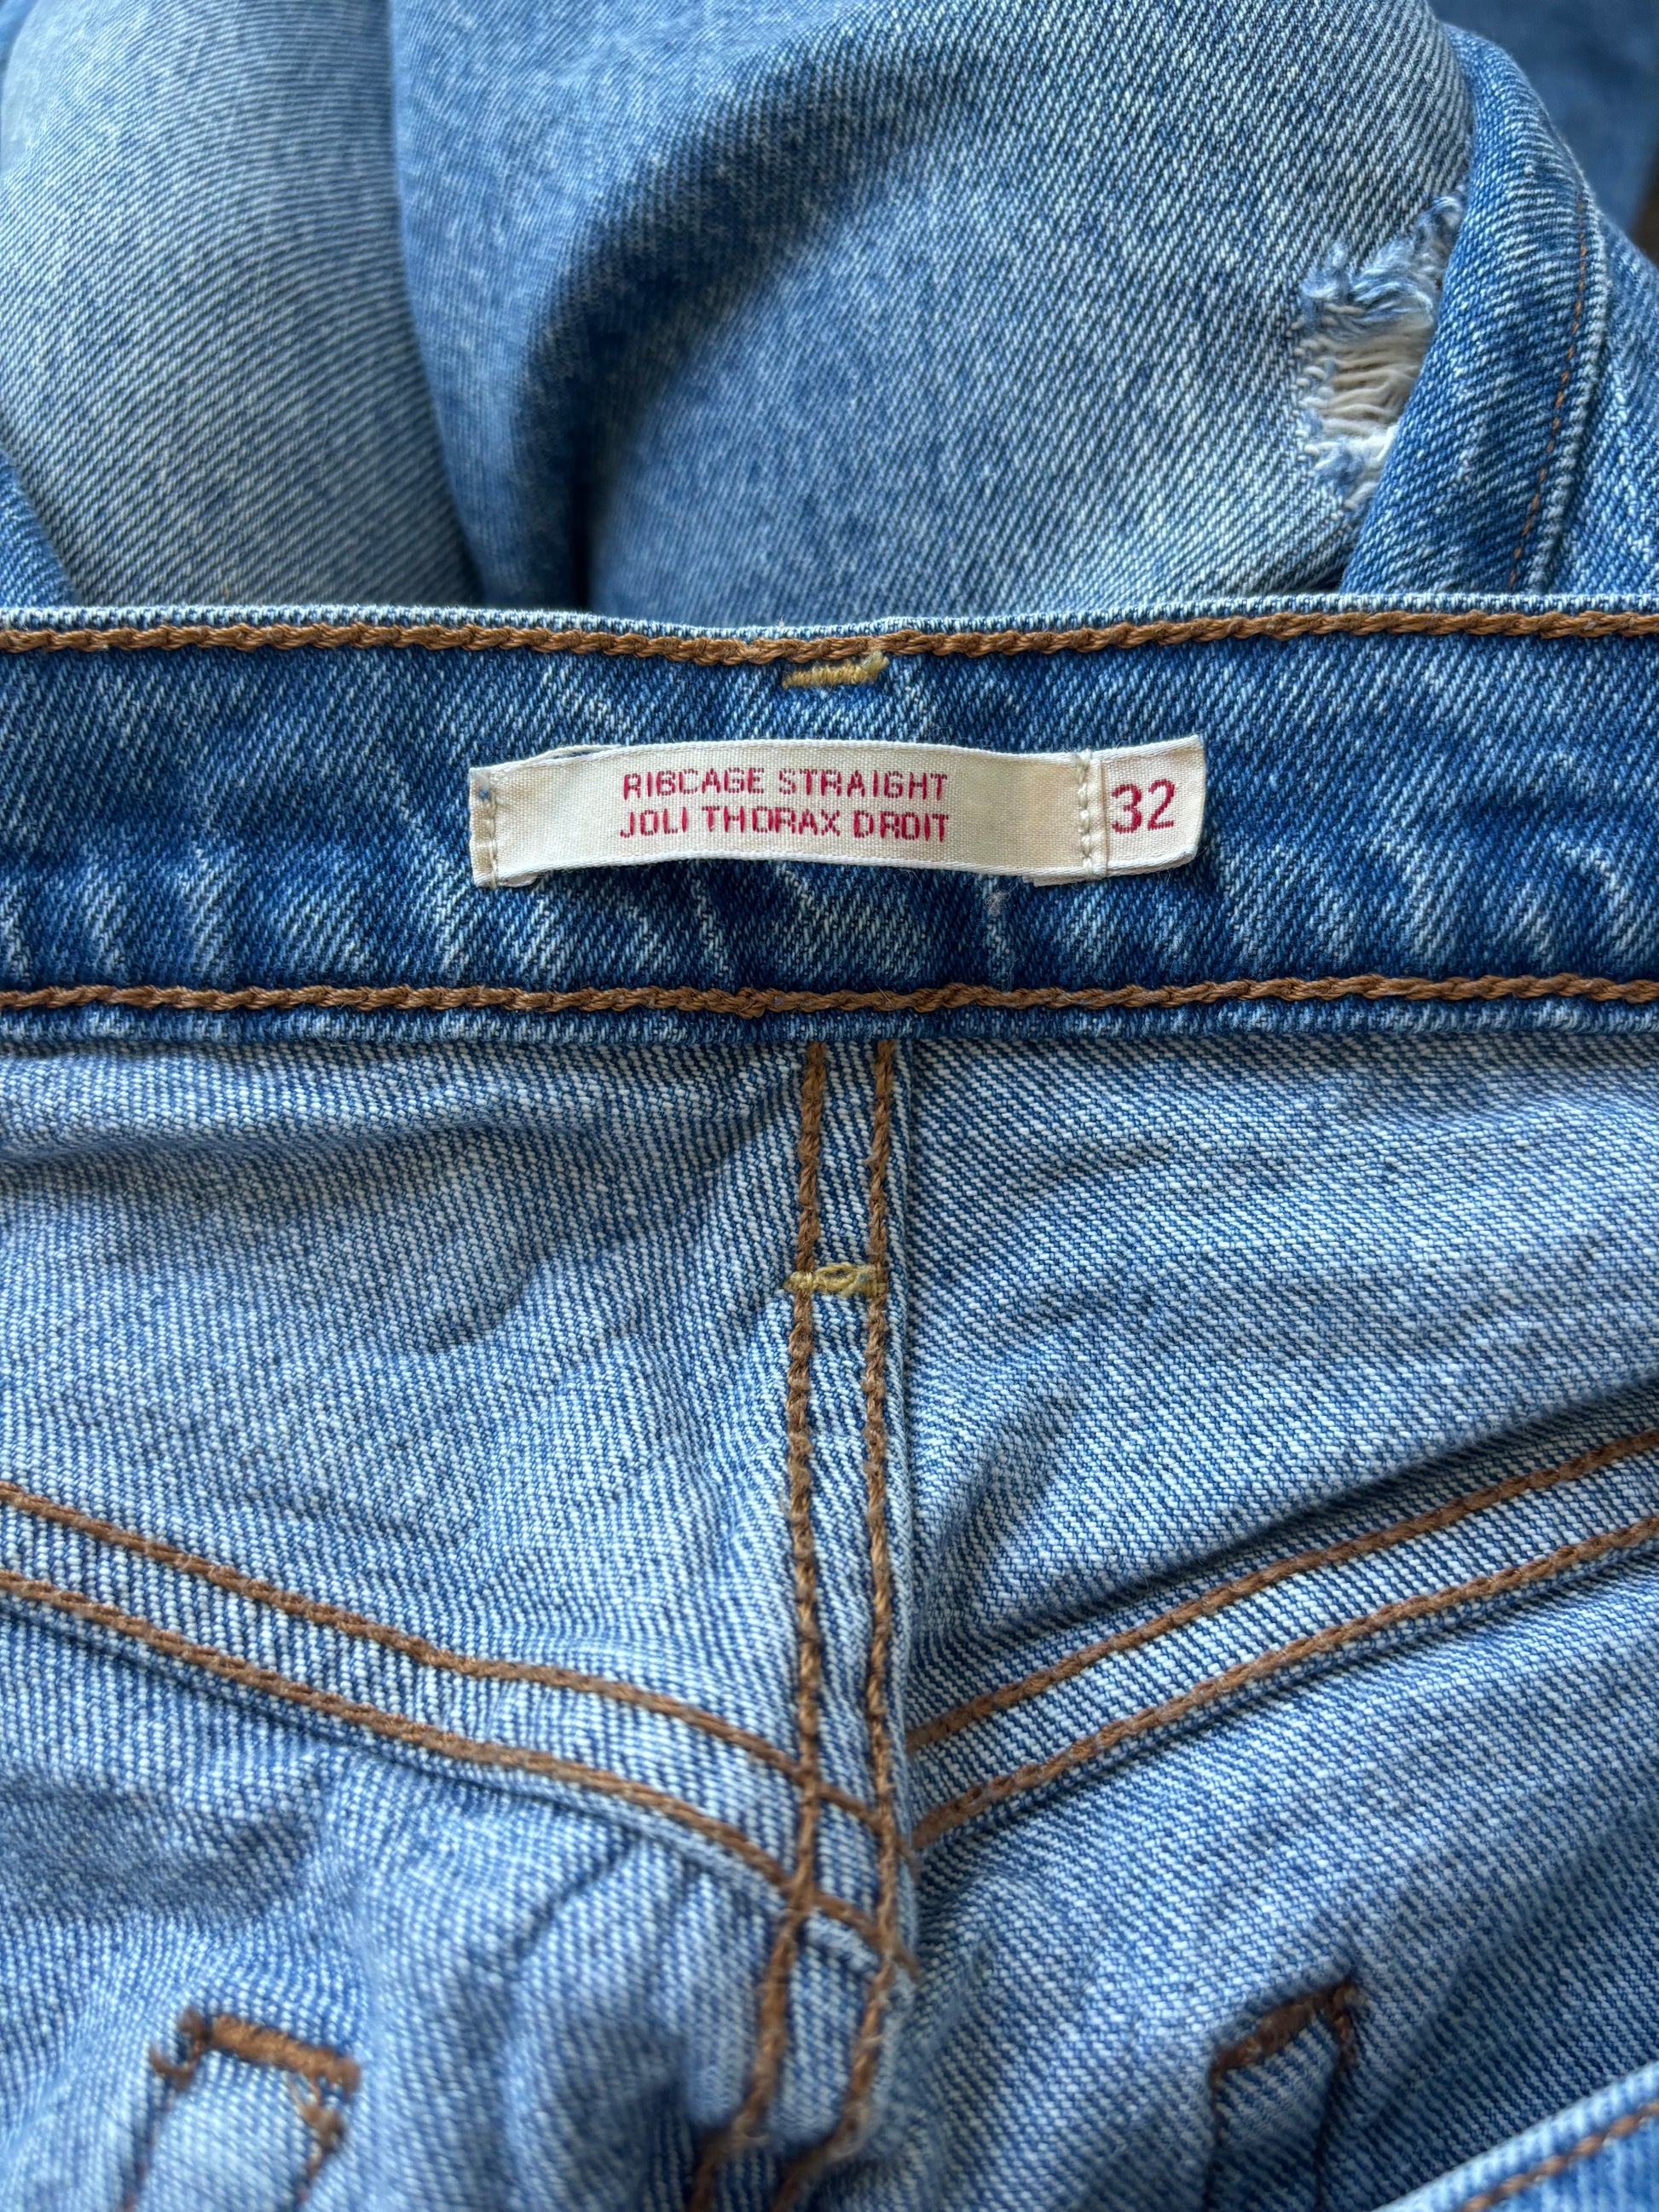 RIBCAGE STRAIGHT
JOLI THORAX DROIT
32